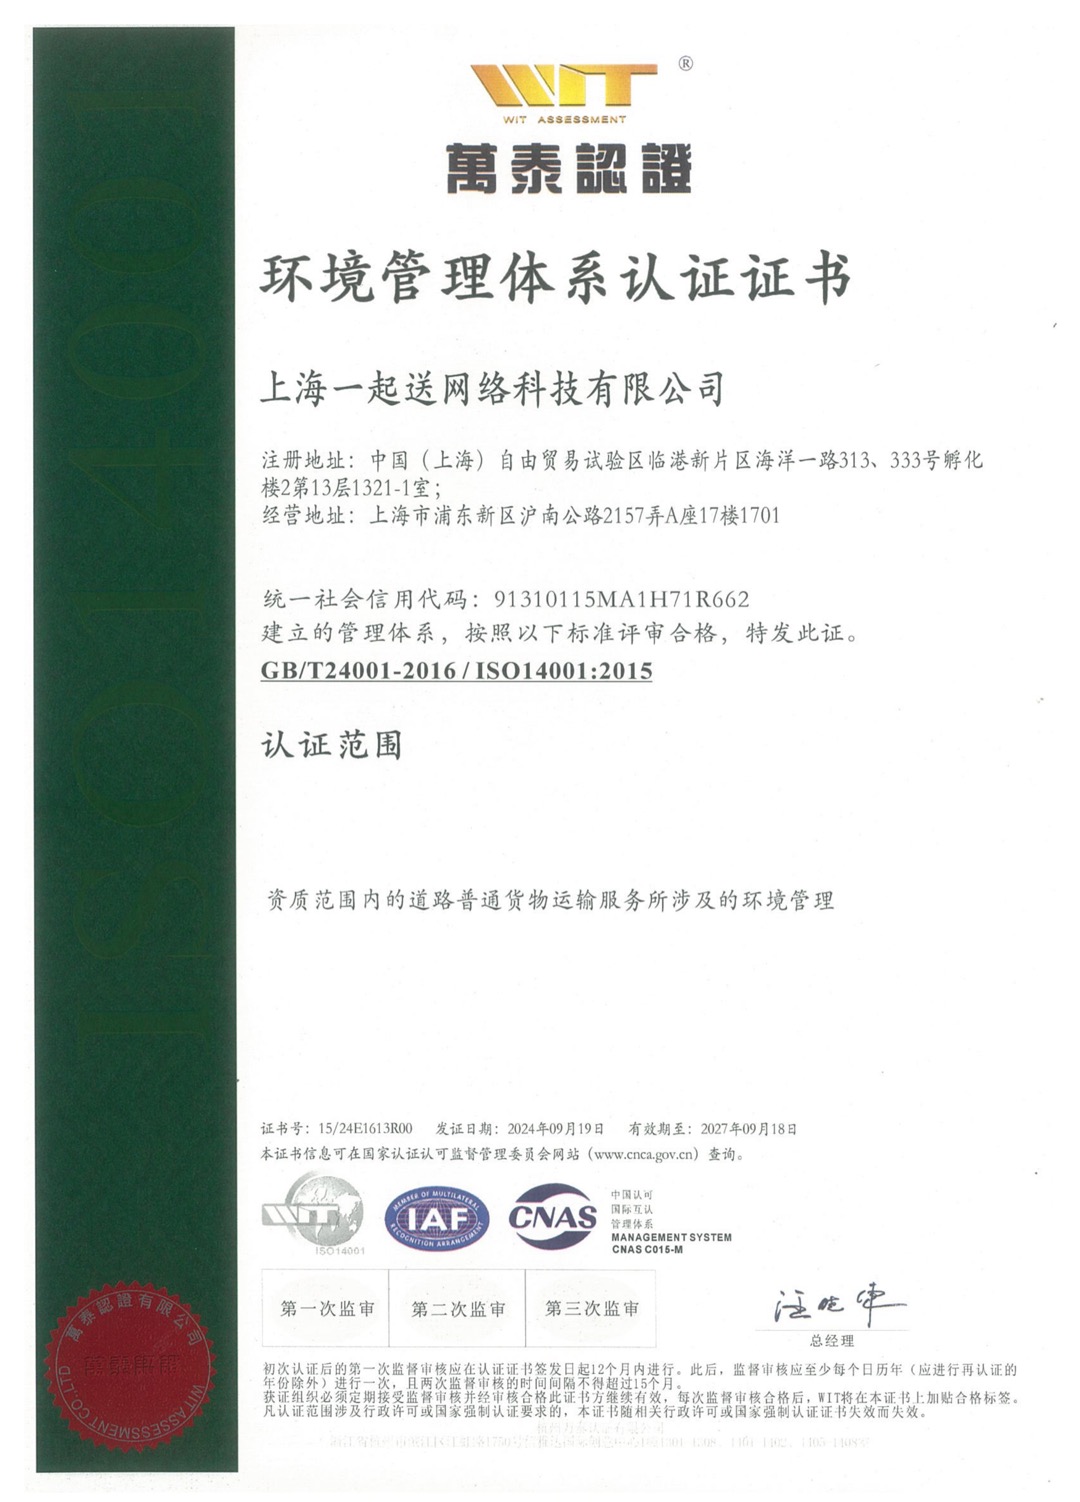 WIT ®
WIT ASSESSMENT
萬泰認證
环境管理体系认证证书
上海一起送网络科技有限公司
注册地址：中国（上海）自由贸易试验区临港新片区海洋一路313、333号孵化
楼2第13层1321-1室；
经营地址：上海市浦东新区沪南公路2157弄A座17楼1701
统一社会信用代码：91310115MA1H71R662
建立的管理体系，按照以下标准评审合格，特发此证。
GB/T24001-2016 / ISO14001:2015
认证范围
资质范围内的道路普通货物运输服务所涉及的环境管理
证书号：15/24E1613R00 发证日期：2024年09月19日 有效期至：2027年09月18日
本证书信息可在国家认证认可监督管理委员会网站（www.cnca.gov.cn）查询。
WIT
ISO14001
MEMBER OF MULTILATERAL
IAF
RECOGNITION ARRANGEMENT
CNAS
中国认可
国际互认
管理体系
MANAGEMENT SYSTEM
CNAS C015-M
第一次监审 第二次监审 第三次监审
总经理
初次认证后的第一次监督审核应在认证证书签发日起12个月内进行。此后，监督审核应至少每个日历年（应进行再认证的
年份除外）进行一次，且两次监督审核的时间间隔不得超过15个月。
获证组织必须定期接受监督审核并经审核合格此证书方继续有效，每次监督审核合格后，WIT将在本证书上加贴合格标签。
凡认证范围涉及行政许可或国家强制认证要求的，本证书随相关行政许可或国家强制认证证书失效而失效。
ISO14001
萬泰認證有限公司
WIT ASSESSMENT CO.LTD